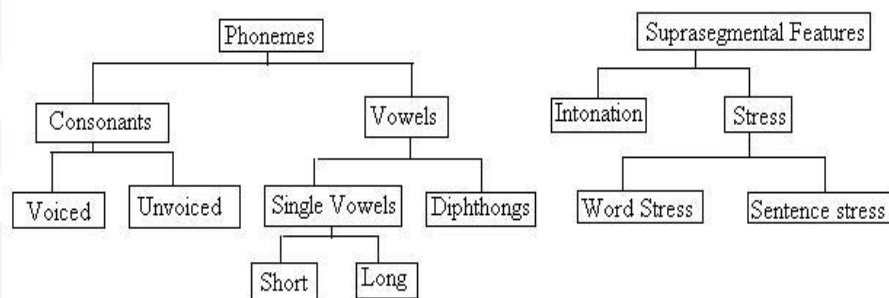 Phonemes
Suprasegmental Features
Consonants
Vowels
Intonation
Stress
Voiced
Unvoiced
Single Vowels
Diphthongs
Word Stress
Sentence stress
Short
Long